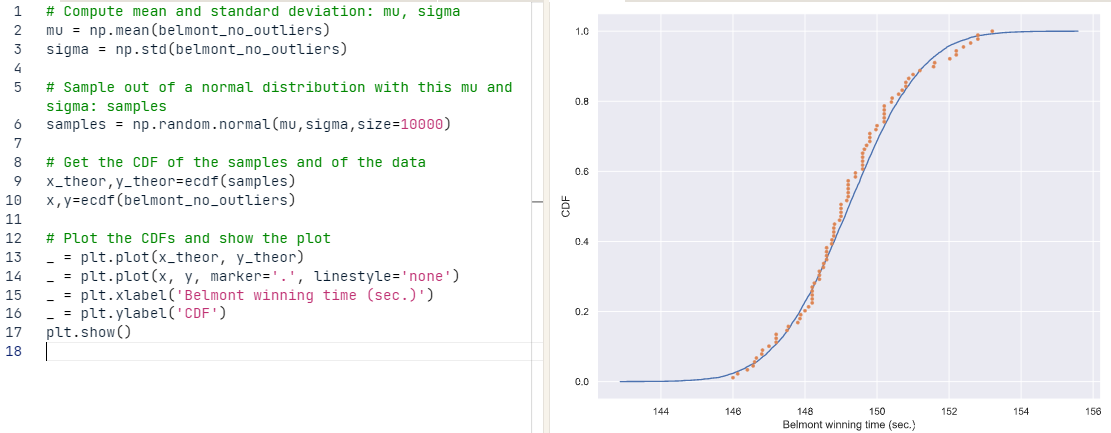 1 # Compute mean and standard deviation: mu, sigma
2 mu = np.mean(belmont_no_outliers)
3 sigma = np.std(belmont_no_outliers)
4
5 # Sample out of a normal distribution with this mu and
sigma: samples
6 samples = np.random.normal(mu,sigma,size=10000)
7
8 # Get the CDF of the samples and of the data
9 x_theor,y_theor=ecdf(samples)
10 x,y=ecdf(belmont_no_outliers)
11
12 # Plot the CDFs and show the plot
13 _ = plt.plot(x_theor, y_theor)
14 _ = plt.plot(x, y, marker='.', linestyle='none')
15 _ = plt.xlabel('Belmont winning time (sec.)')
16 _ = plt.ylabel('CDF')
17 plt.show()
18
1.0
0.8
0.6
0.4
0.2
0.0
CDF
144 146 148 150 152 154 156
Belmont winning time (sec.)